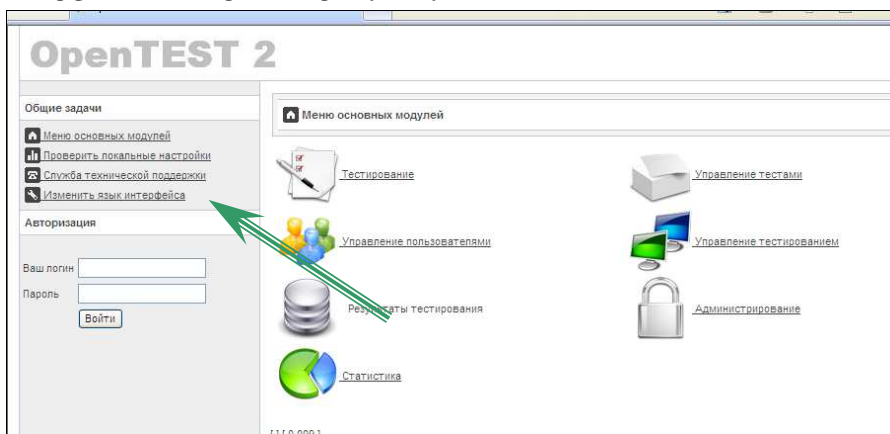 OpenTEST 2
Общие задачи
Меню основных модулей
Проверить локальные настройки
Служба технической поддержки
Изменить язык интерфейса
Авторизация
Ваш логин
Пароль
Войти
Меню основных модулей
Тестирование
Управление тестами
Управление пользователями
Управление тестированием
Результаты тестирования
Администрирование
Статистика